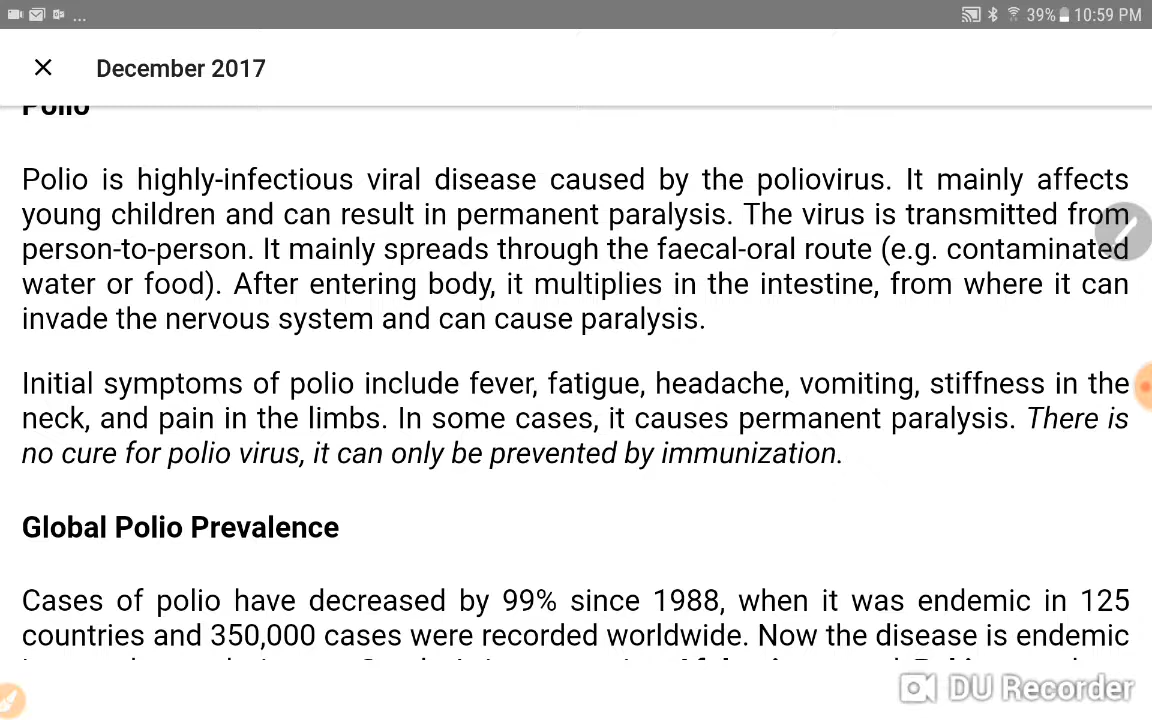 39% 10:59 PM
December 2017
Polio
Polio is highly-infectious viral disease caused by the poliovirus. It mainly affects
young children and can result in permanent paralysis. The virus is transmitted from
person-to-person. It mainly spreads through the faecal-oral route (e.g. contaminated
water or food). After entering body, it multiplies in the intestine, from where it can
invade the nervous system and can cause paralysis.
Initial symptoms of polio include fever, fatigue, headache, vomiting, stiffness in the
neck, and pain in the limbs. In some cases, it causes permanent paralysis. There is
no cure for polio virus, it can only be prevented by immunization.
Global Polio Prevalence
Cases of polio have decreased by 99% since 1988, when it was endemic in 125
countries and 350,000 cases were recorded worldwide. Now the disease is endemic
DU Recorder